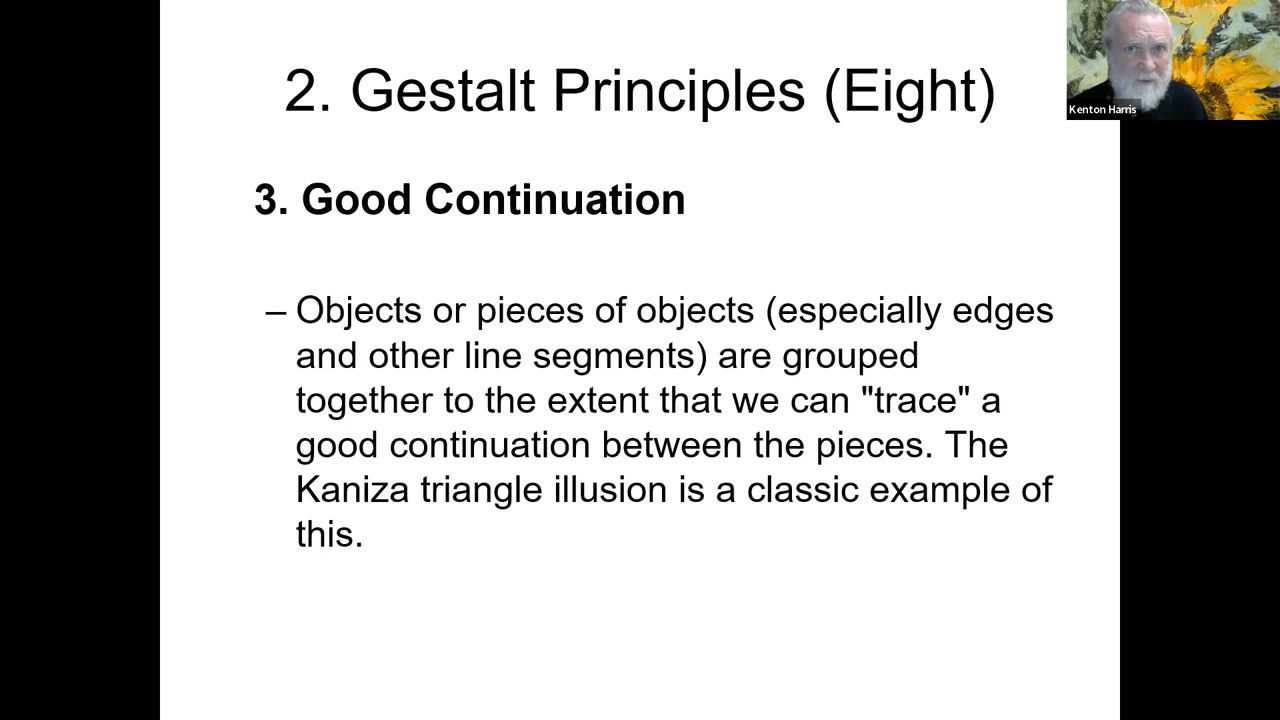 2. Gestalt Principles (Eight)
Kenton Harris
3. Good Continuation
– Objects or pieces of objects (especially edges
and other line segments) are grouped
together to the extent that we can "trace" a
good continuation between the pieces. The
Kaniza triangle illusion is a classic example of
this.